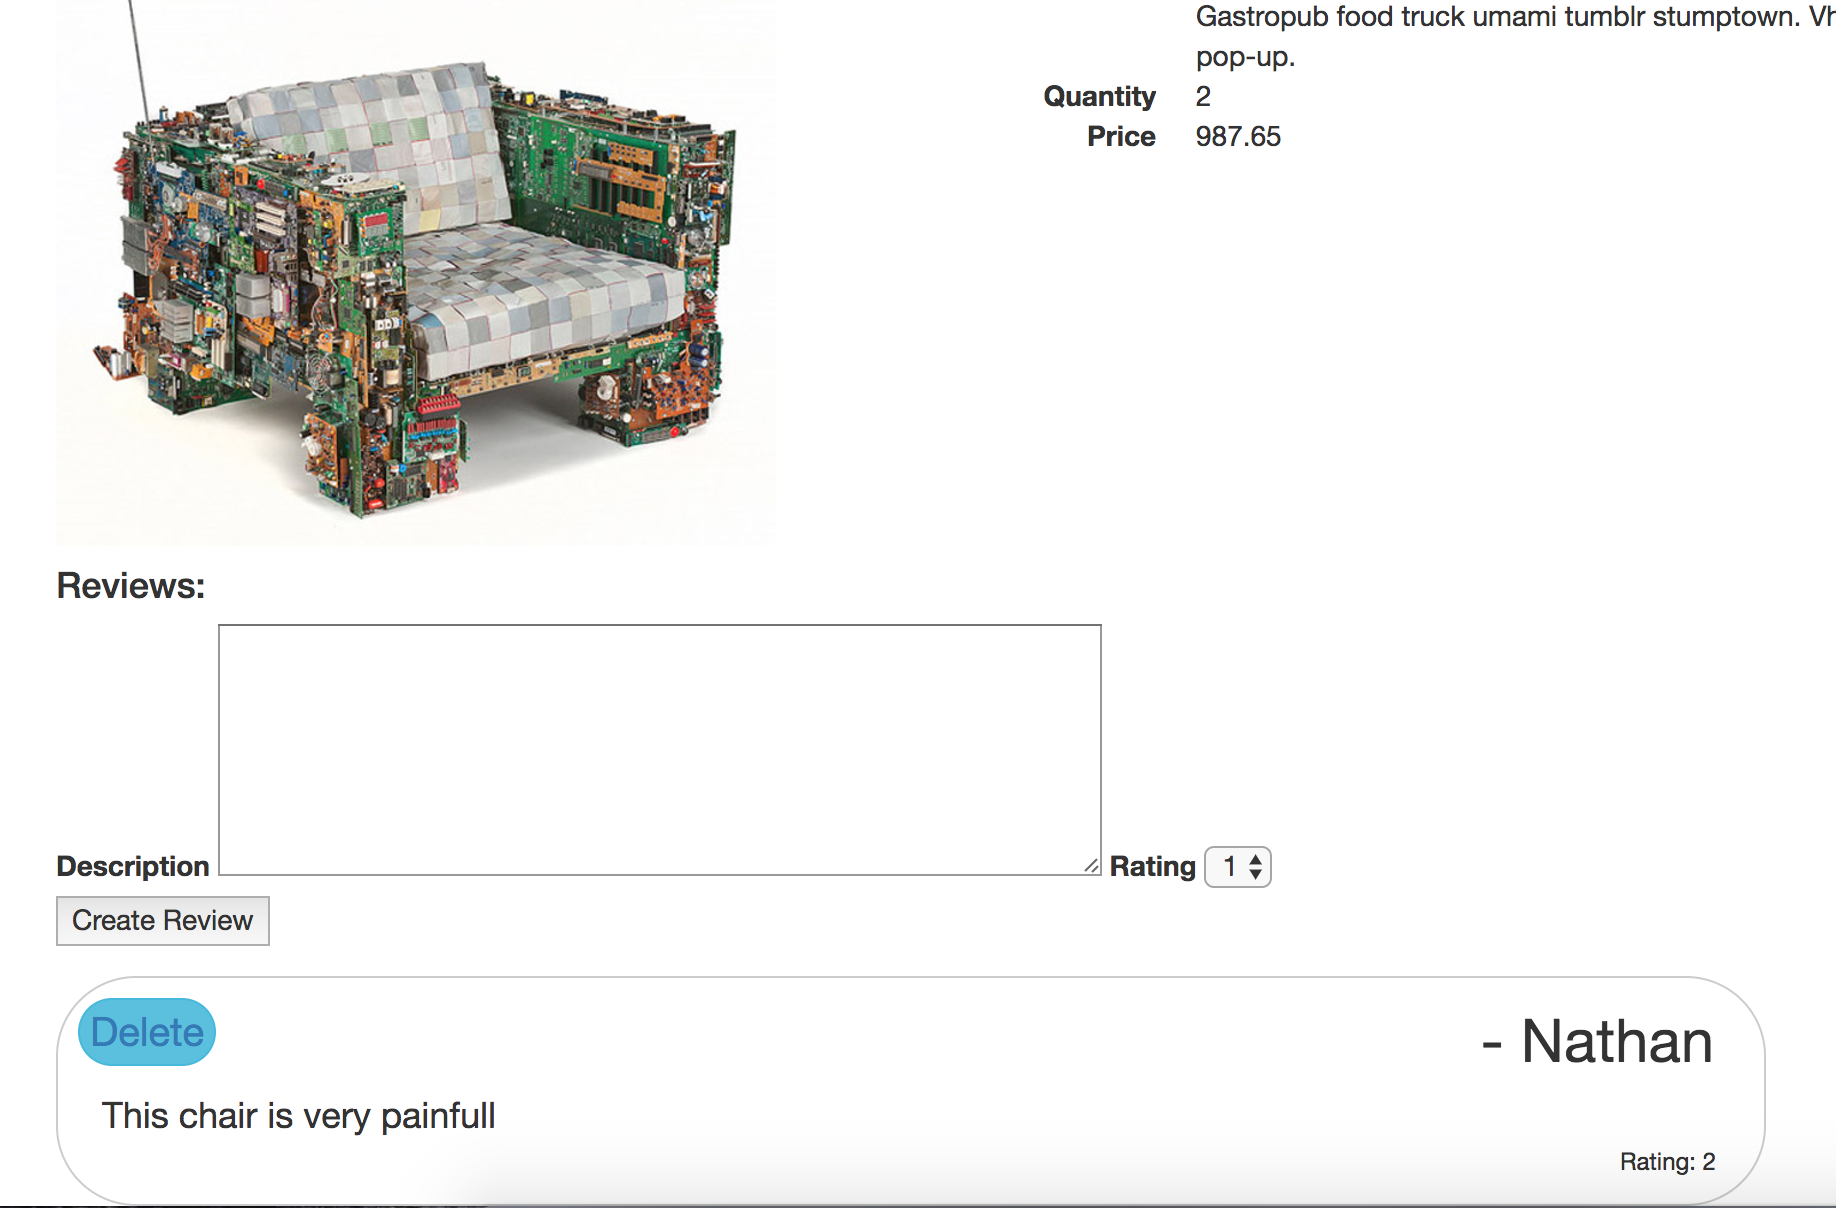 Gastropub food truck umami tumblr stumptown.
pop-up.
Quantity 2
Price 987.65
Reviews:
Description
Rating 1
Create Review
Delete
- Nathan
This chair is very painfull
Rating: 2